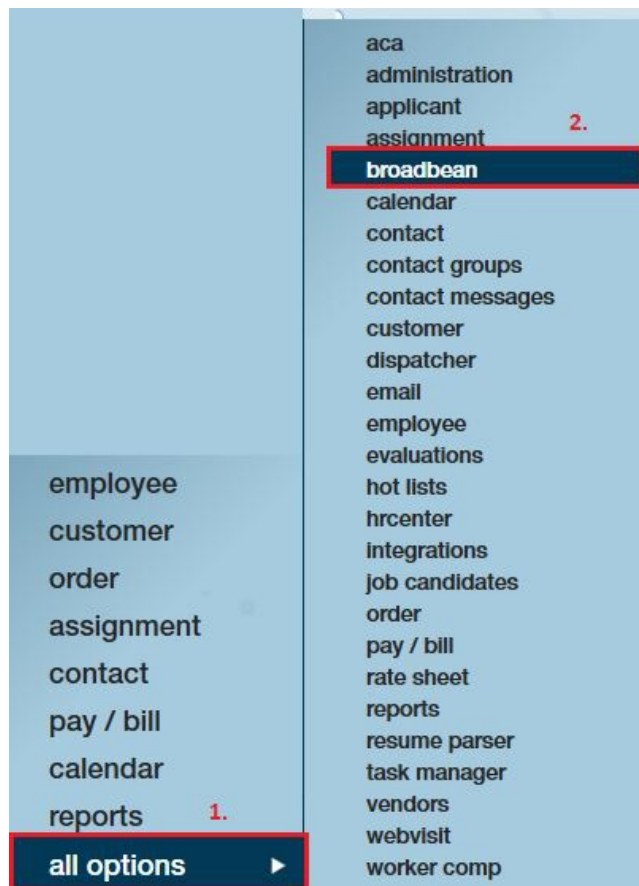 employee
customer
order
assignment
contact
pay / bill
calendar
reports 1.
all options
aca
administration
applicant
assignment 2.
broadbean
calendar
contact
contact groups
contact messages
customer
dispatcher
email
employee
evaluations
hot lists
hrcenter
integrations
job candidates
order
pay / bill
rate sheet
reports
resume parser
task manager
vendors
webvisit
worker comp